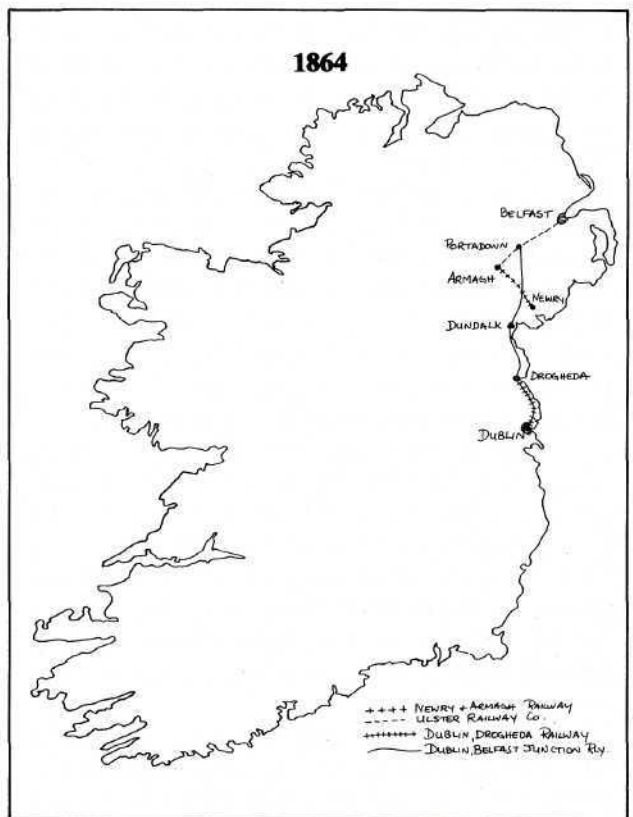 1864
BELFAST
PORTADOWN
ARMAGH
NEWRY
DUNDALK
DROGHEDA
DUBLIN
NEWRY + ARMAGH RAILWAY
ULSTER RAILWAY CO.
DUBLIN, DROGHEDA RAILWAY
DUBLIN, BELFAST JUNCTION RLY.